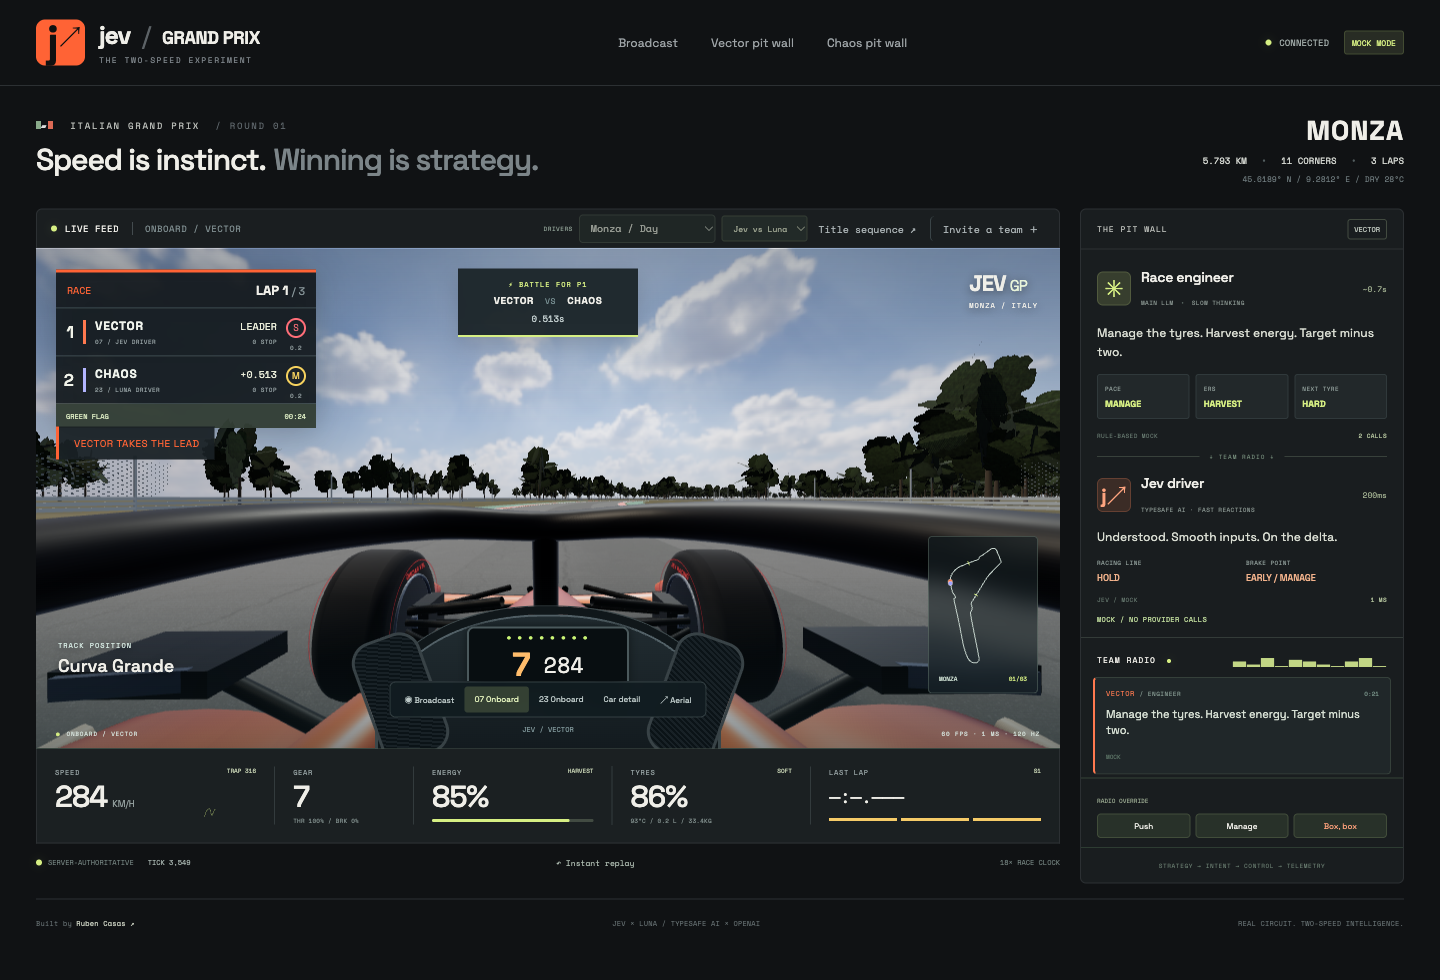 jev / GRAND PRIX
THE TWO-SPEED EXPERIMENT
Broadcast
Vector pit wall
Chaos pit wall
CONNECTED
MOCK MODE
ITALIAN GRAND PRIX / ROUND 01
Speed is instinct. Winning is strategy.
MONZA
5.793 KM · 11 CORNERS · 3 LAPS
45.6189° N / 9.2812° E / DRY 28°C
LIVE FEED
ONBOARD / VECTOR
DRIVERS
Monza / Day
Jev vs Luna
Title sequence ↗
Invite a team +
RACE
LAP 1 / 3
1 VECTOR LEADER S
07 / JEV DRIVER 0 STOP 0.2
2 CHAOS +0.513 M
23 / LUNA DRIVER 0 STOP 0.2
GREEN FLAG 00:24
VECTOR TAKES THE LEAD
⚡ BATTLE FOR P1
VECTOR VS CHAOS
0.513s
JEV GP
MONZA / ITALY
TRACK POSITION
Curva Grande
7 284
MONZA 01/03
Broadcast
07 Onboard
23 Onboard
Car detail
↗ Aerial
ONBOARD / VECTOR
JEV / VECTOR
60 FPS · 1 MS · 120 HZ
SPEED TRAP 316
284 KM/H
GEAR
7
THR 100% / BRK 0%
ENERGY HARVEST
85%
TYRES SOFT
86%
93°C / 0.2 L / 33.4KG
LAST LAP S1
—:—.———
SERVER-AUTHORITATIVE TICK 3,549
↶ Instant replay
18× RACE CLOCK
THE PIT WALL
VECTOR
Race engineer
MAIN LLM · SLOW THINKING
~0.7s
Manage the tyres. Harvest energy. Target minus
two.
PACE
MANAGE
ERS
HARVEST
NEXT TYRE
HARD
RULE-BASED MOCK 2 CALLS
↓ TEAM RADIO ↓
j
Jev driver
TYPESAFE AI · FAST REACTIONS
200ms
Understood. Smooth inputs. On the delta.
RACING LINE
HOLD
BRAKE POINT
EARLY / MANAGE
JEV / MOCK 1 MS
MOCK / NO PROVIDER CALLS
TEAM RADIO
VECTOR / ENGINEER 0:21
Manage the tyres. Harvest energy. Target minus
two.
MOCK
RADIO OVERRIDE
Push
Manage
Box, box
STRATEGY → INTENT → CONTROL → TELEMETRY
Built by Ruben Casas ↗
JEV × LUNA / TYPESAFE AI × OPENAI
REAL CIRCUIT. TWO-SPEED INTELLIGENCE.